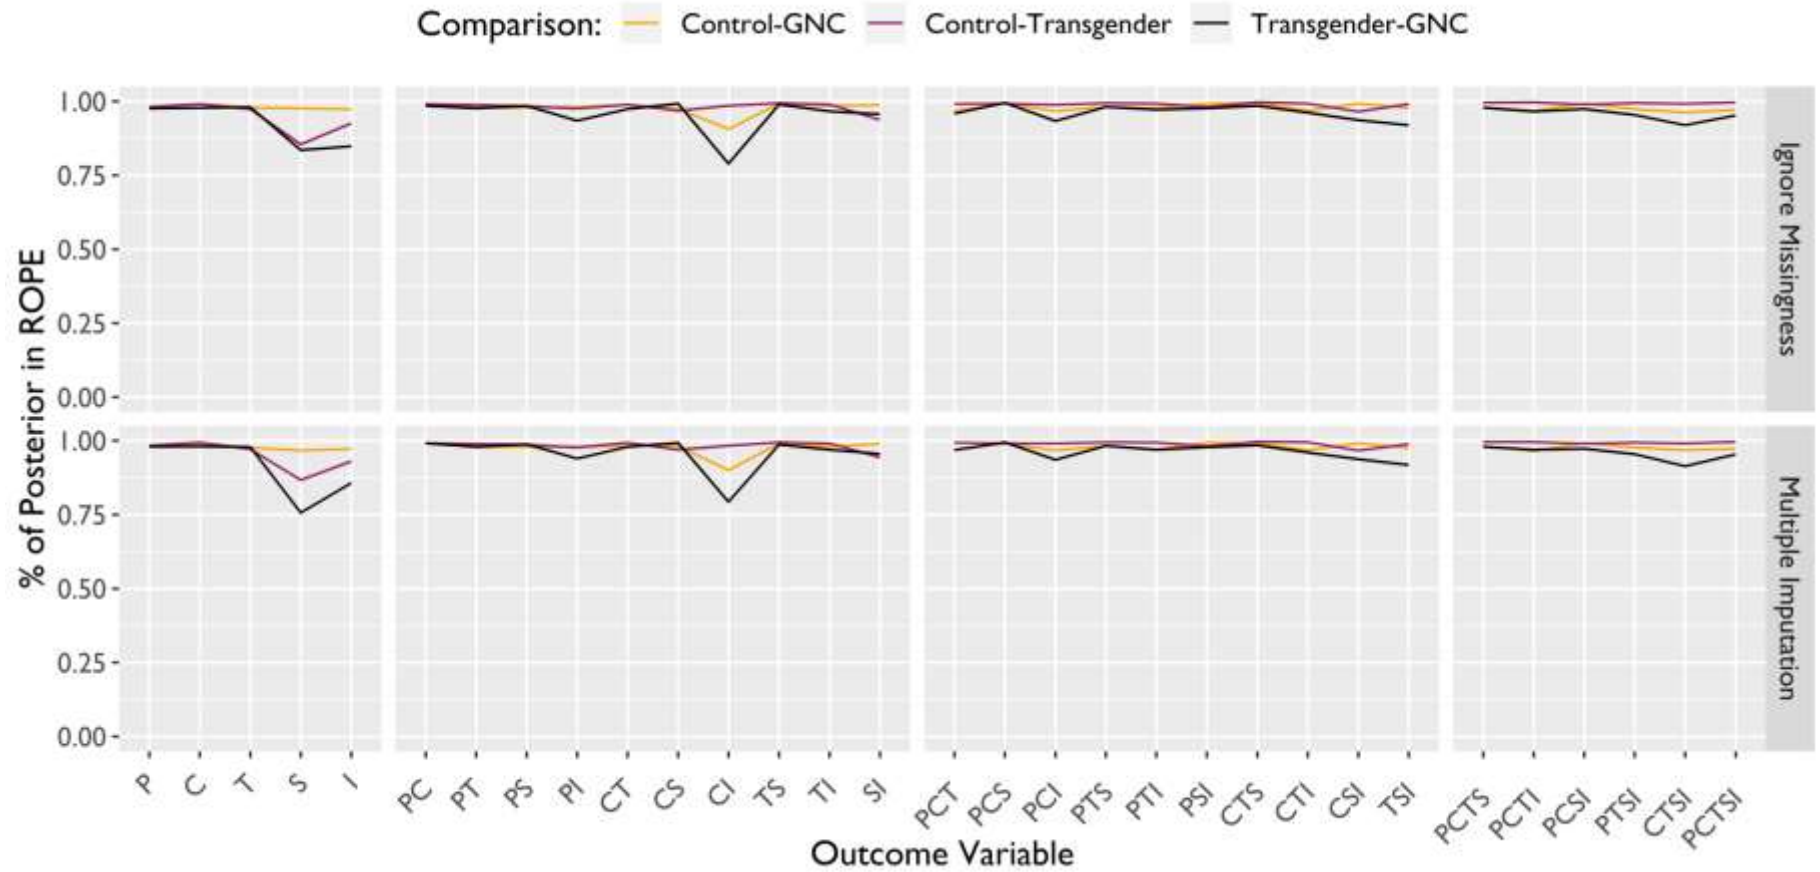 Comparison: Control-GNC Control-Transgender Transgender-GNC
% of Posterior in ROPE
1.00
0.75
0.50
0.25
0.00
Ignore Missingness
1.00
0.75
0.50
0.25
0.00
Multiple Imputation
P C T S I PC PT PS PI CT CS CI TS TI SI PCT PCS PCI PTS PTI PSI CTS CTI CSI TSI PCTS PCTI PCSI PTSI CTSI PCTSI
Outcome Variable